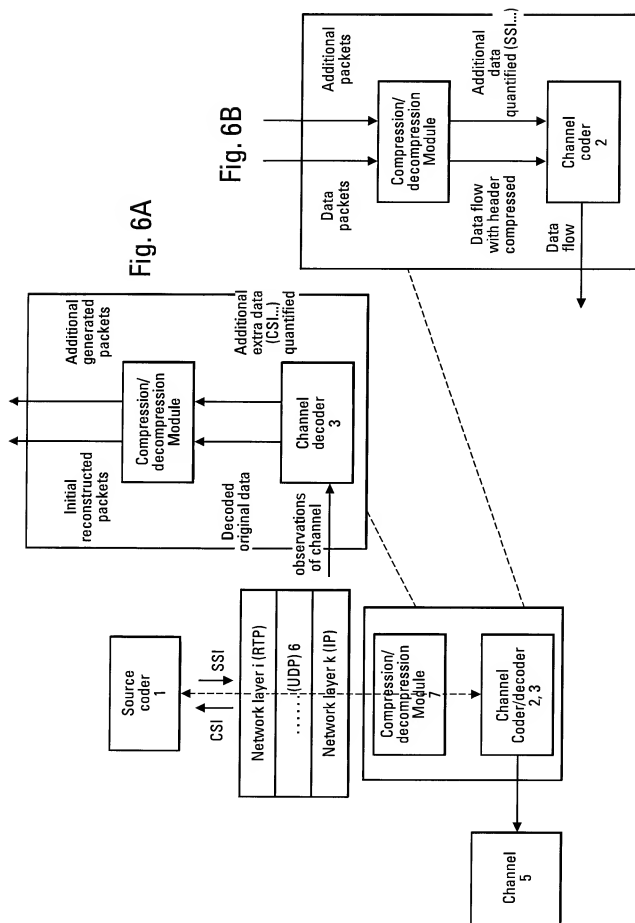 Source coder
1
CSI
SSI
Network layer i (RTP)
.......(UDP) 6
Network layer k (IP)
Compression/
decompression
Module
7
Channel
Coder/decoder
2, 3
Channel
5
Fig. 6A
Initial
reconstructed
packets
Additional
generated
packets
Compression/
decompression
Module
Decoded
original data
Additional
extra data
(CSI...)
quantified
Channel
decoder
3
observations
of channel
Fig. 6B
Data
packets
Additional
packets
Compression/
decompression
Module
Data flow
with header
compressed
Additional
data
quantified (SSI...)
Channel
coder
2
Data
flow